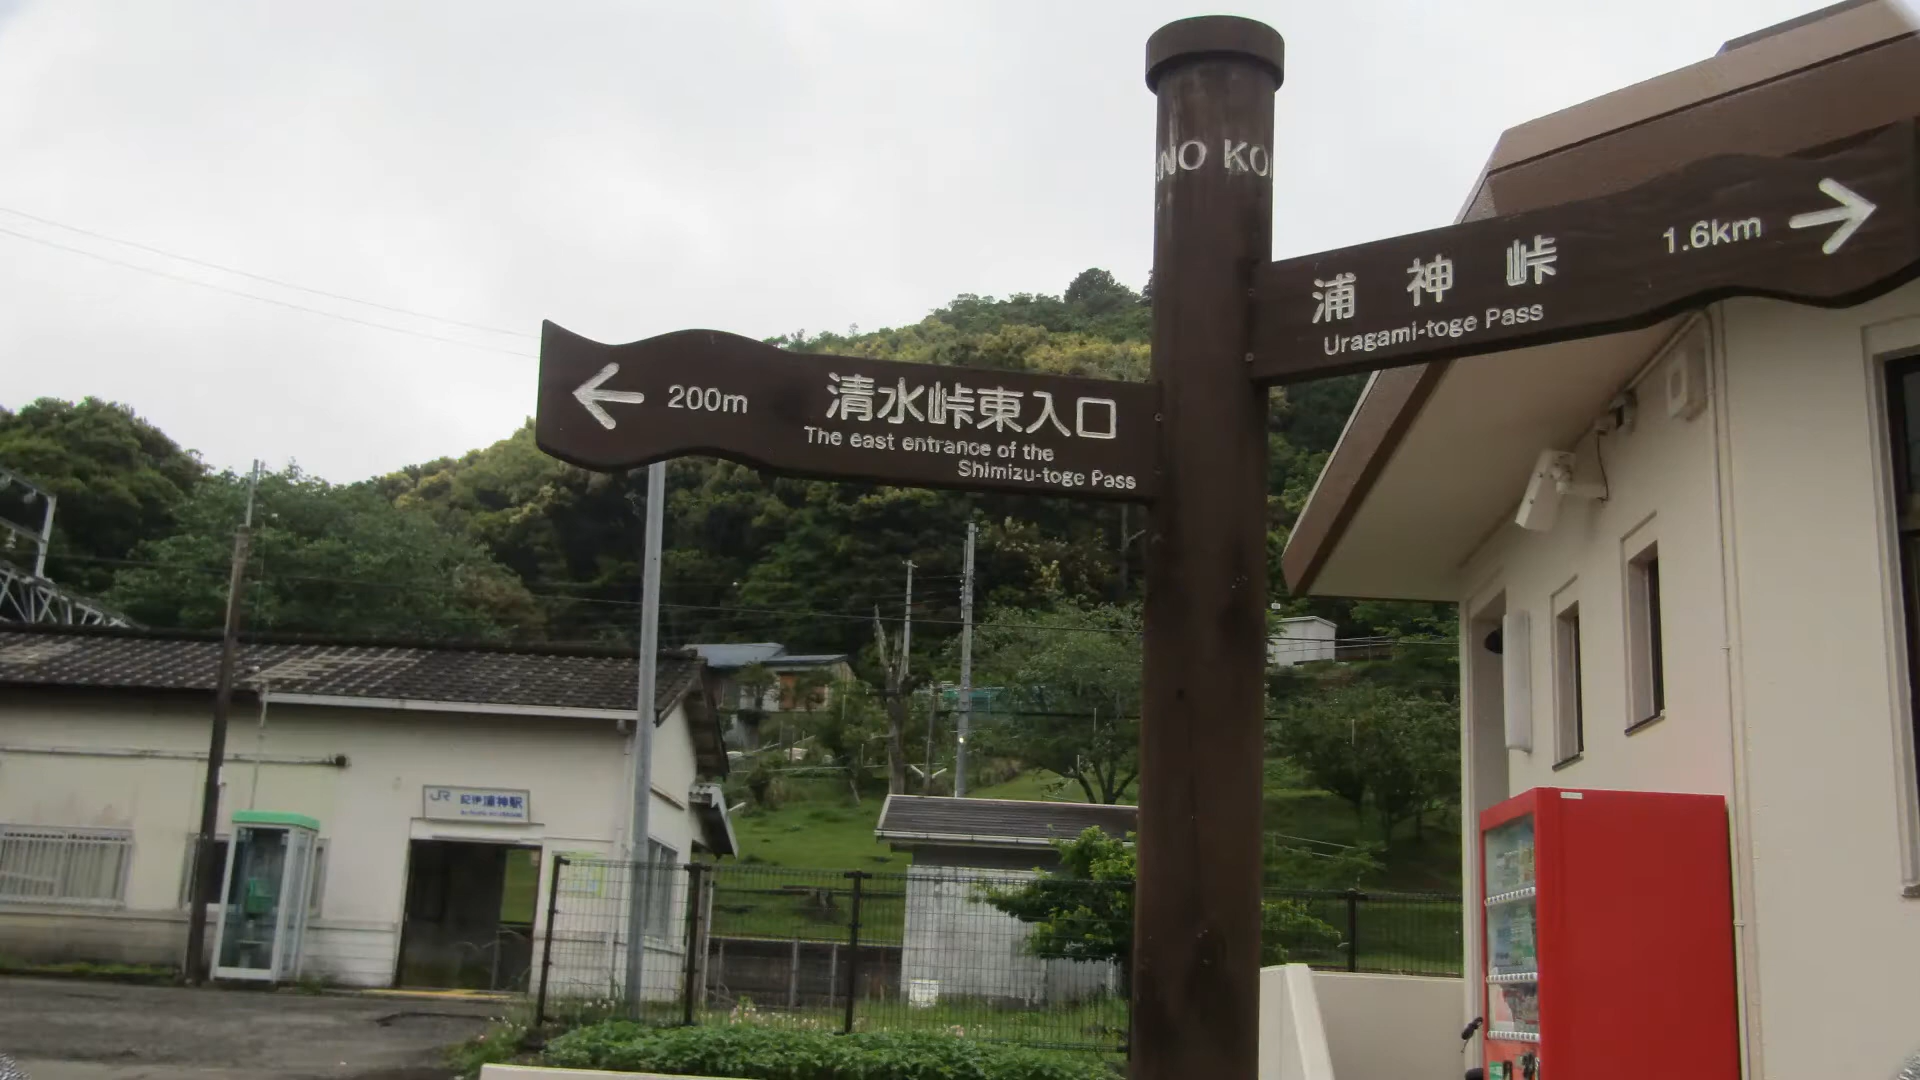 NO KO
浦神峠 1.6km
Uragami-toge Pass
200m 清水峠東入口
The east entrance of the
Shimizu-toge Pass
JR 紀伊浦神駅